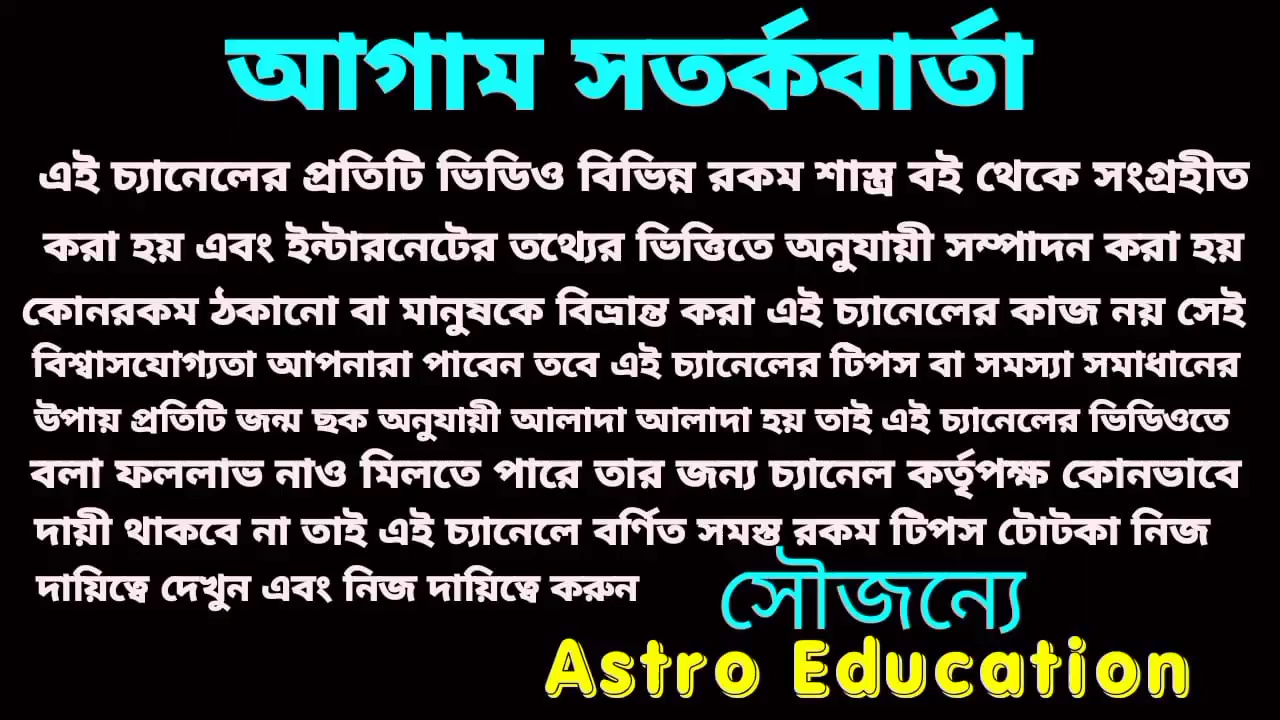 আগাম সতর্কবার্তা
এই চ্যানেলের প্রতিটি ভিডিও বিভিন্ন রকম শাস্ত্র বই থেকে সংগ্রহীত
করা হয় এবং ইন্টারনেটের তথ্যের ভিত্তিতে অনুযায়ী সম্পাদন করা হয়
কোনরকম ঠকানো বা মানুষকে বিভ্রান্ত করা এই চ্যানেলের কাজ নয় সেই
বিশ্বাসযোগ্যতা আপনারা পাবেন তবে এই চ্যানেলের টিপস বা সমস্যা সমাধানের
উপায় প্রতিটি জন্ম ছক অনুযায়ী আলাদা আলাদা হয় তাই এই চ্যানেলের ভিডিওতে
বলা ফললাভ নাও মিলতে পারে তার জন্য চ্যানেল কর্তৃপক্ষ কোনভাবে
দায়ী থাকবে না তাই এই চ্যানেলে বর্ণিত সমস্ত রকম টিপস টোটকা নিজ
দায়িত্বে দেখুন এবং নিজ দায়িত্বে করুন
সৌজন্যে
Astro Education